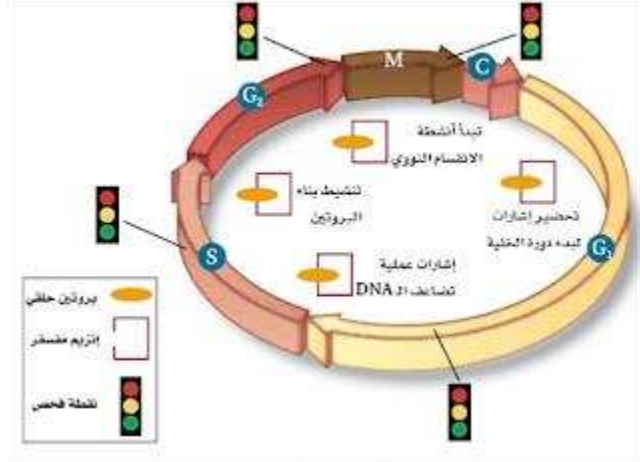 M
C
G₂
تبدأ أنشطة
الانقسام النووي
تنشيط بناء
البروتين
تحضير إشارات
لبدء دورة الخلية
G₁
S
إشارات عملية
تضاعف الـ DNA
بروتين حلقي
إنزيم مفسفر
نقطة فحص